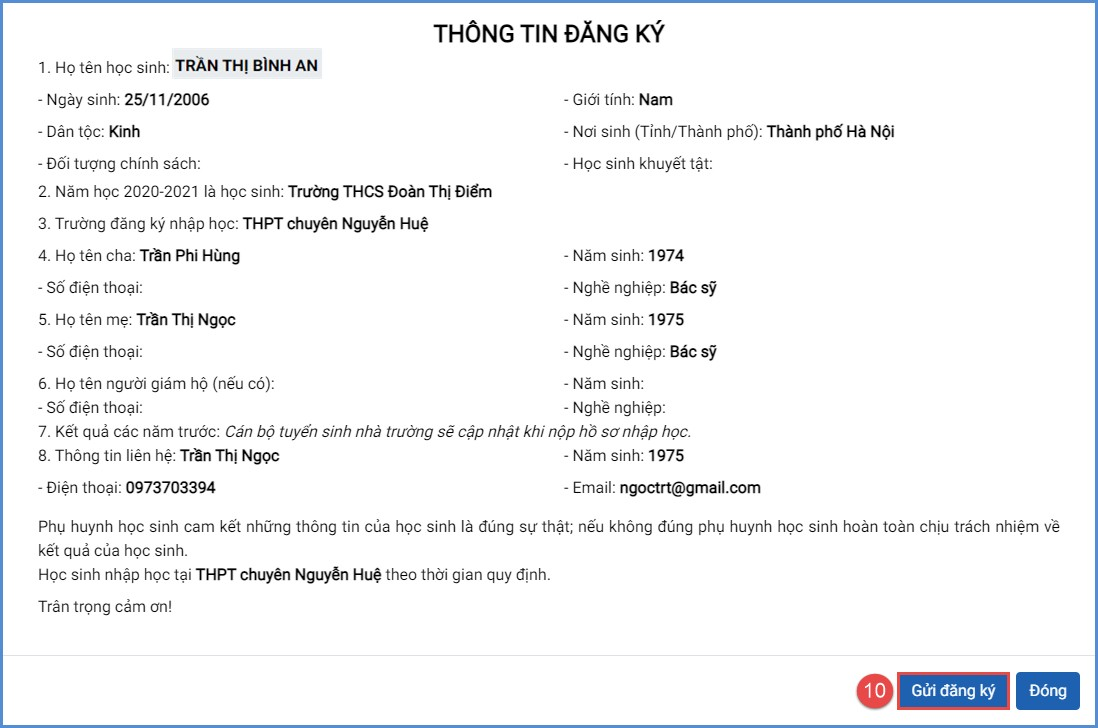 THÔNG TIN ĐĂNG KÝ
1. Họ tên học sinh: TRẦN THỊ BÌNH AN
- Ngày sinh: 25/11/2006 - Giới tính: Nam
- Dân tộc: Kinh - Nơi sinh (Tỉnh/Thành phố): Thành phố Hà Nội
- Đối tượng chính sách: - Học sinh khuyết tật:
2. Năm học 2020-2021 là học sinh: Trường THCS Đoàn Thị Điểm
3. Trường đăng ký nhập học: THPT chuyên Nguyễn Huệ
4. Họ tên cha: Trần Phi Hùng - Năm sinh: 1974
- Số điện thoại: - Nghề nghiệp: Bác sỹ
5. Họ tên mẹ: Trần Thị Ngọc - Năm sinh: 1975
- Số điện thoại: - Nghề nghiệp: Bác sỹ
6. Họ tên người giám hộ (nếu có): - Năm sinh:
- Số điện thoại: - Nghề nghiệp:
7. Kết quả các năm trước: Cán bộ tuyển sinh nhà trường sẽ cập nhật khi nộp hồ sơ nhập học.
8. Thông tin liên hệ: Trần Thị Ngọc - Năm sinh: 1975
- Điện thoại: 0973703394 - Email: ngoctrt@gmail.com
Phụ huynh học sinh cam kết những thông tin của học sinh là đúng sự thật; nếu không đúng phụ huynh học sinh hoàn toàn chịu trách nhiệm về
kết quả của học sinh.
Học sinh nhập học tại THPT chuyên Nguyễn Huệ theo thời gian quy định.
Trân trọng cảm ơn!
10 Gửi đăng ký Đóng